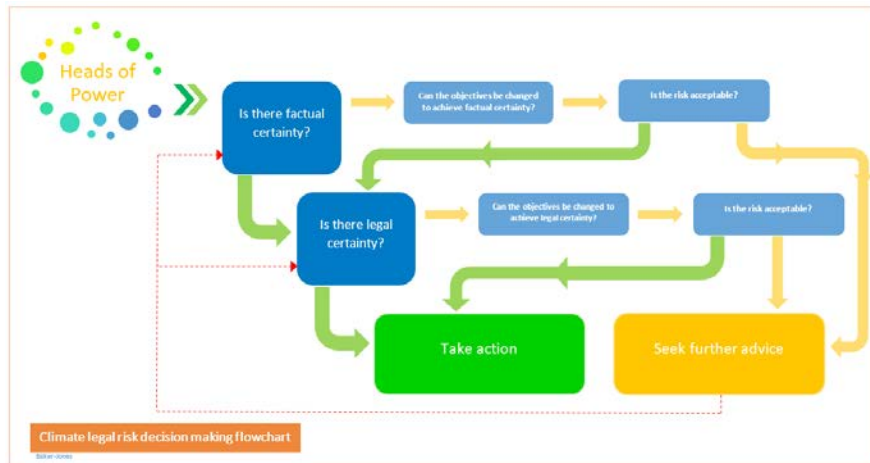 Heads of
Power
Is there factual
certainty?
Can the objectives be changed
to achieve factual certainty?
Is the risk acceptable?
Is there legal
certainty?
Can the objectives be changed to
achieve legal certainty?
Is the risk acceptable?
Take action
Seek further advice
Climate legal risk decision making flowchart
Baker-Jones